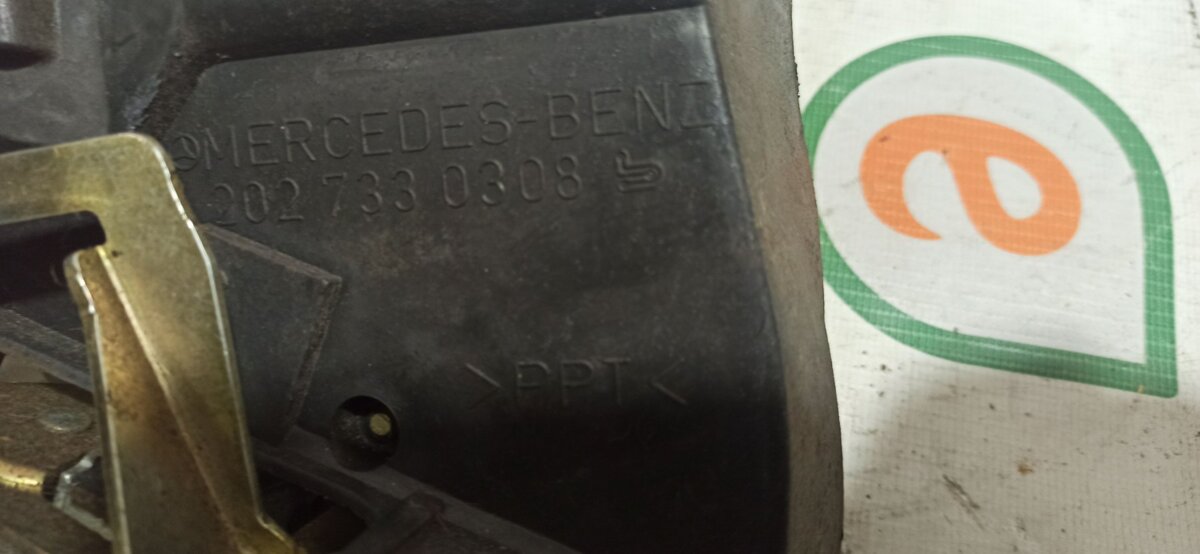 MERCEDES-BENZ
202 733 0308
>PPT<
e